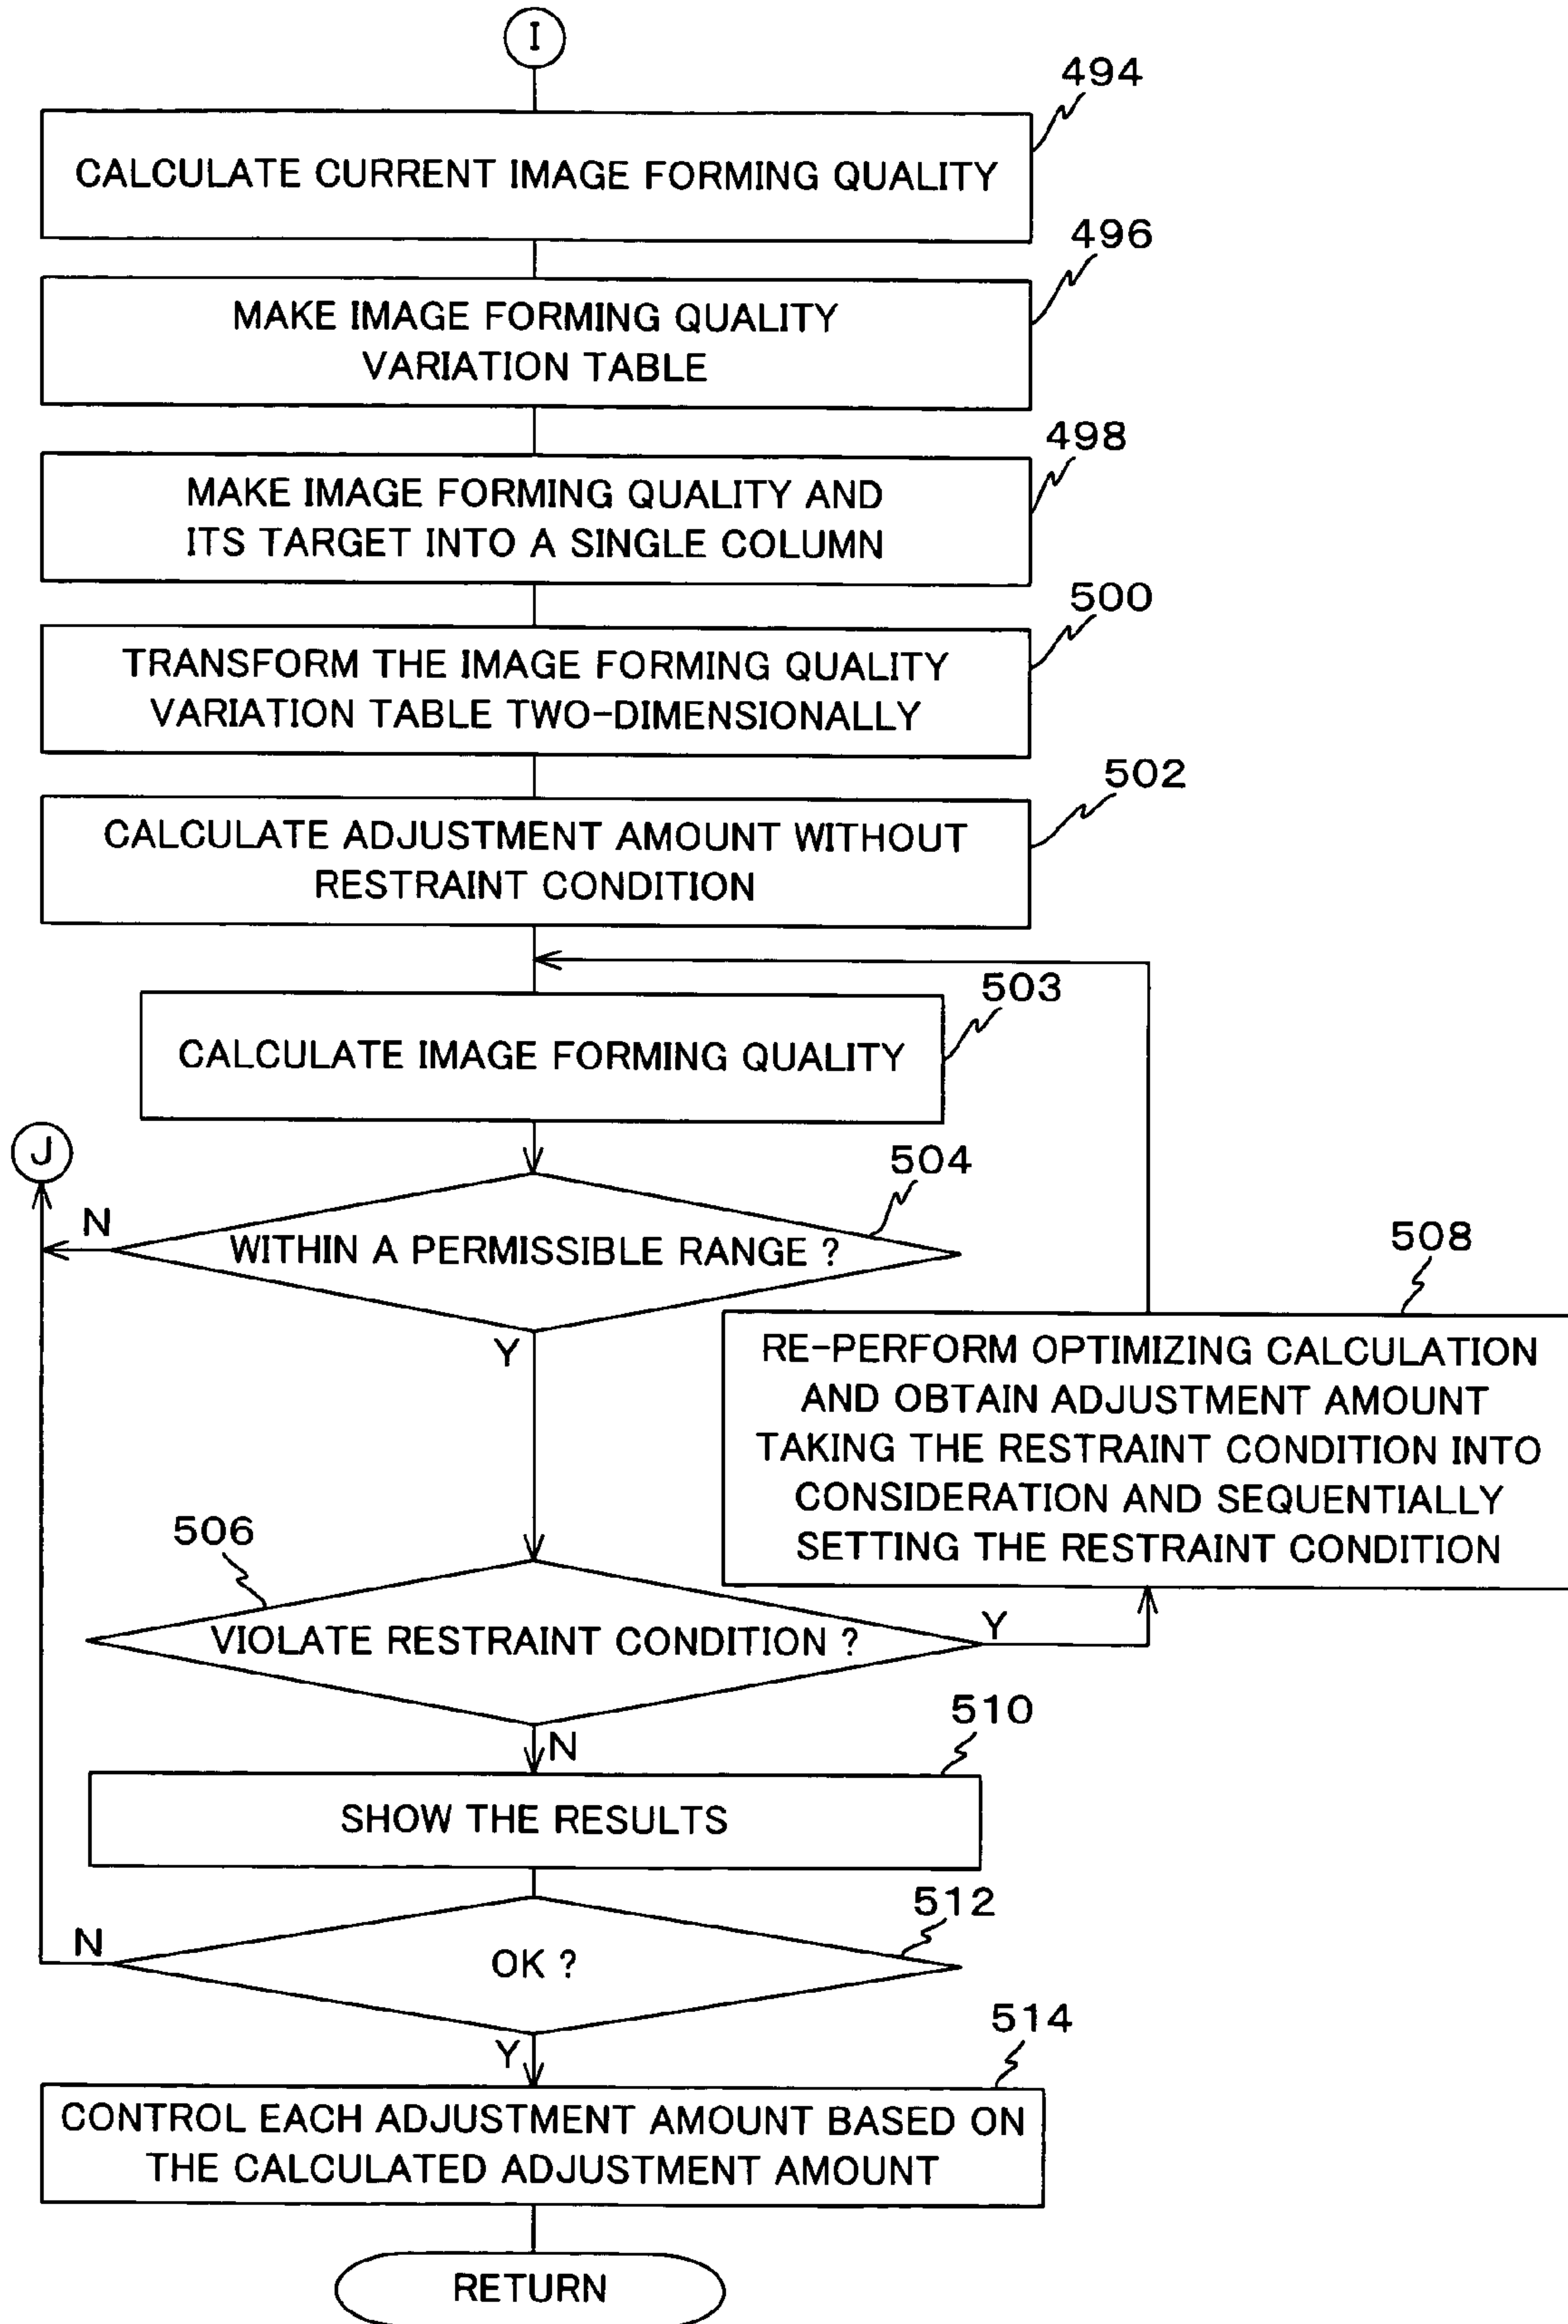 I
494
CALCULATE CURRENT IMAGE FORMING QUALITY
496
MAKE IMAGE FORMING QUALITY
VARIATION TABLE
498
MAKE IMAGE FORMING QUALITY AND
ITS TARGET INTO A SINGLE COLUMN
500
TRANSFORM THE IMAGE FORMING QUALITY
VARIATION TABLE TWO-DIMENSIONALLY
502
CALCULATE ADJUSTMENT AMOUNT WITHOUT
RESTRAINT CONDITION
503
CALCULATE IMAGE FORMING QUALITY
J
504
N
WITHIN A PERMISSIBLE RANGE ?
Y
508
RE-PERFORM OPTIMIZING CALCULATION
AND OBTAIN ADJUSTMENT AMOUNT
TAKING THE RESTRAINT CONDITION INTO
CONSIDERATION AND SEQUENTIALLY
SETTING THE RESTRAINT CONDITION
506
VIOLATE RESTRAINT CONDITION ?
Y
N
510
SHOW THE RESULTS
512
N
OK ?
Y
514
CONTROL EACH ADJUSTMENT AMOUNT BASED ON
THE CALCULATED ADJUSTMENT AMOUNT
RETURN